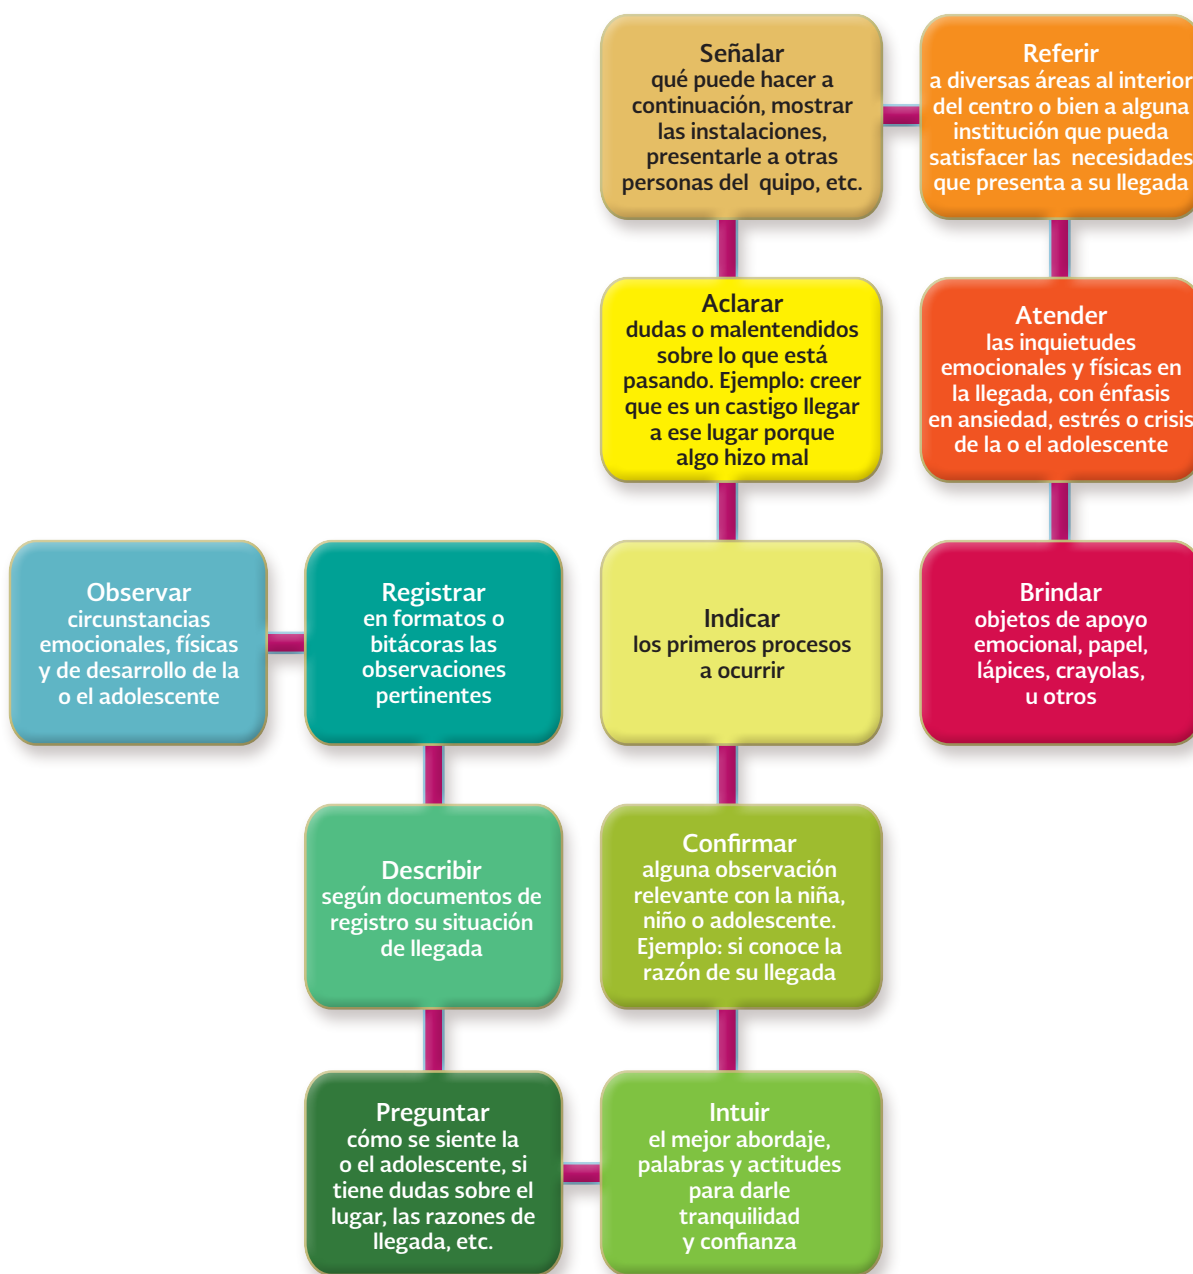 Observar
circunstancias
emocionales, físicas
y de desarrollo de la
o el adolescente
Registrar
en formatos o
bitácoras las
observaciones
pertinentes
Describir
según documentos de
registro su situación
de llegada
Preguntar
cómo se siente la
o el adolescente, si
tiene dudas sobre el
lugar, las razones de
llegada, etc.
Intuir
el mejor abordaje,
palabras y actitudes
para darle
tranquilidad
y confianza
Confirmar
alguna observación
relevante con la niña,
niño o adolescente.
Ejemplo: si conoce la
razón de su llegada
Indicar
los primeros procesos
a ocurrir
Aclarar
dudas o malentendidos
sobre lo que está
pasando. Ejemplo: creer
que es un castigo llegar
a ese lugar porque
algo hizo mal
Señalar
qué puede hacer a
continuación, mostrar
las instalaciones,
presentarle a otras
personas del quipo, etc.
Referir
a diversas áreas al interior
del centro o bien a alguna
institución que pueda
satisfacer las necesidades
que presenta a su llegada
Atender
las inquietudes
emocionales y físicas en
la llegada, con énfasis
en ansiedad, estrés o crisis
de la o el adolescente
Brindar
objetos de apoyo
emocional, papel,
lápices, crayolas,
u otros